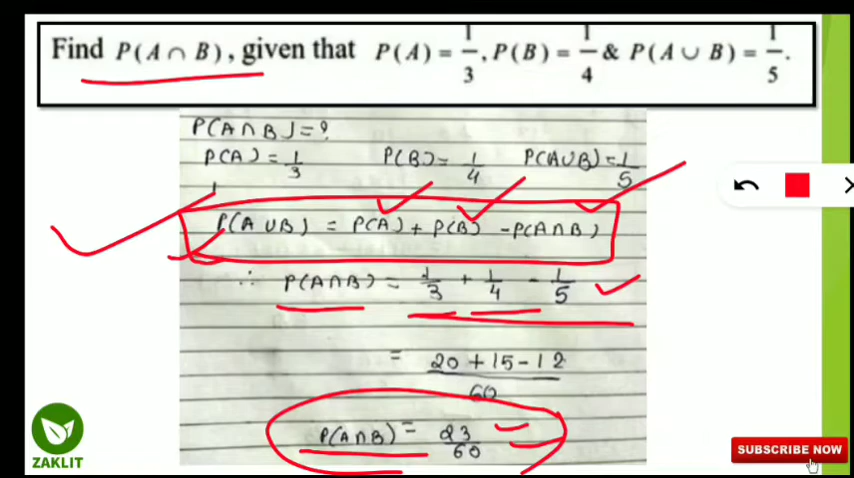 Find P(A ∩ B), given that P(A) = 1/3, P(B) = 1/4 & P(A ∪ B) = 1/5.
P(A∩B)=?
P(A)=1/3 P(B)=1/4 P(A∪B)=1/5
P(A∪B) = P(A)+P(B) -P(A∩B)
∴ P(A∩B) = 1/3 + 1/4 - 1/5
= 20+15-12/60
P(A∩B) = 23/60
ZAKLIT
SUBSCRIBE NOW